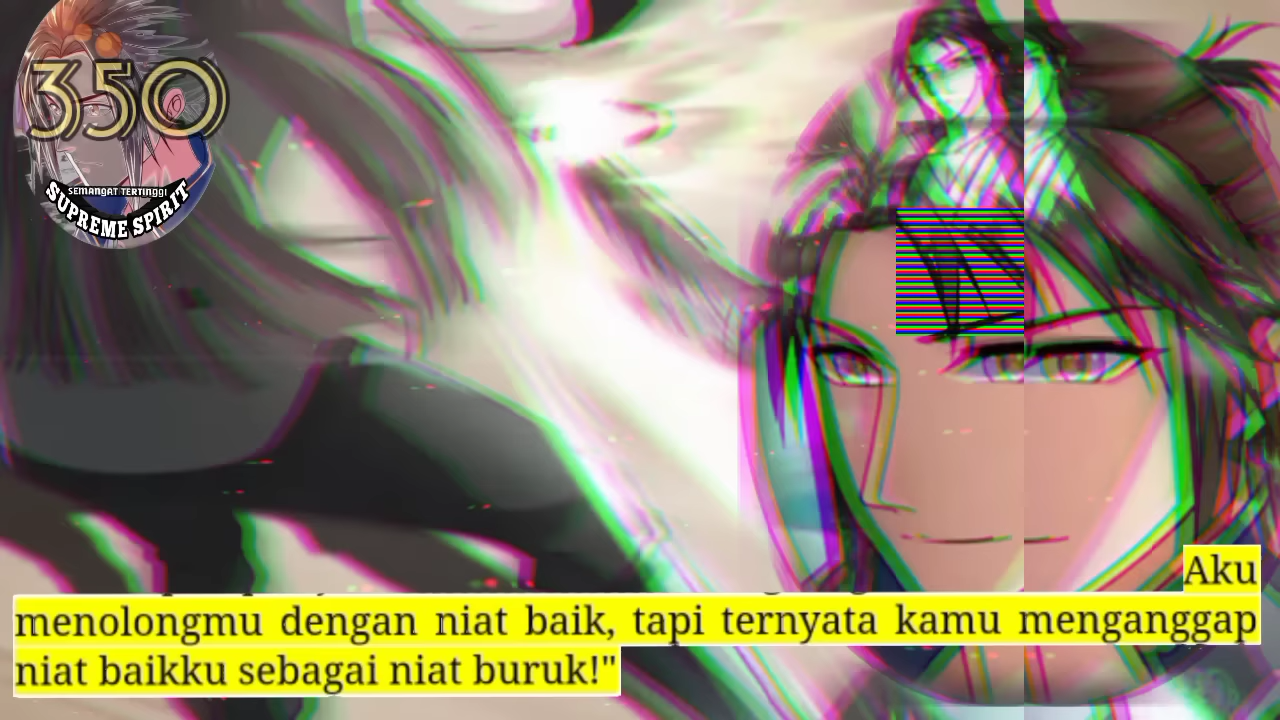 350
SEMANGAT TERTINGGI
SUPREME SPIRIT
Aku
menolongmu dengan niat baik, tapi ternyata kamu menganggap
niat baikku sebagai niat buruk!"